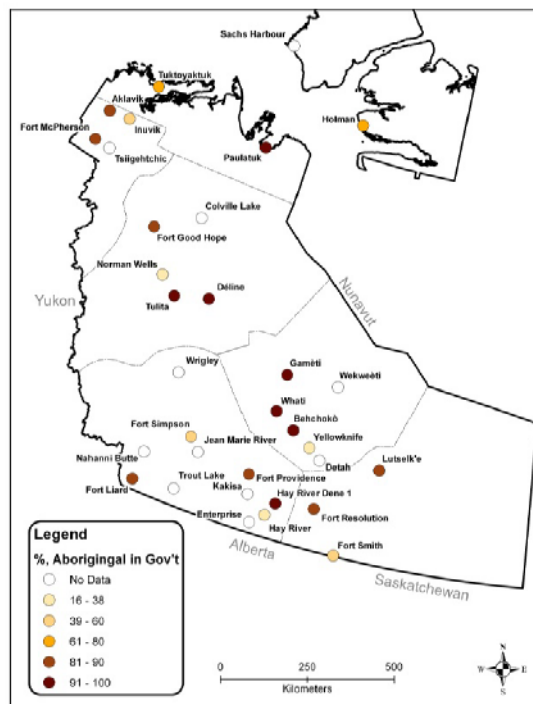 Sachs Harbour
Tuktoyaktuk
Aklavik
Holman
Fort McPherson
Inuvik
Tsiigehtchic
Paulatuk
Colville Lake
Fort Good Hope
Norman Wells
Nunavut
Yukon
Déline
Tulita
Wrigley
Gamèti
Wekweèti
Whati
Behchokò
Fort Simpson
Jean Marie River
Yellowknife
Nahanni Butte
Detah
Lutselk'e
Trout Lake
Fort Providence
Kakisa
Hay River Dene 1
Fort Liard
Enterprise
Fort Resolution
Hay River
Fort Smith
Alberta
Saskatchewan
Legend
%, Aborigingal in Gov't
No Data
16 - 38
39 - 60
61 - 80
81 - 90
91 - 100
0 250 500
Kilometers
N
W E
S